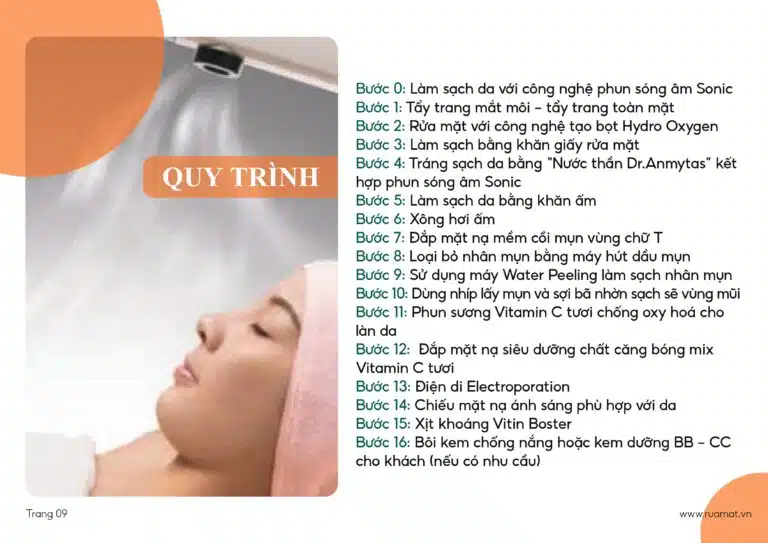 QUY TRÌNH
Bước 0: Làm sạch da với công nghệ phun sóng âm Sonic
Bước 1: Tẩy trang mắt môi – tẩy trang toàn mặt
Bước 2: Rửa mặt với công nghệ tạo bọt Hydro Oxygen
Bước 3: Làm sạch bằng khăn giấy rửa mặt
Bước 4: Tráng sạch da bằng "Nước thần Dr.Anmytas" kết
hợp phun sóng âm Sonic
Bước 5: Làm sạch da bằng khăn ấm
Bước 6: Xông hơi ấm
Bước 7: Đắp mặt nạ mềm cồi mụn vùng chữ T
Bước 8: Loại bỏ nhân mụn bằng máy hút dầu mụn
Bước 9: Sử dụng máy Water Peeling làm sạch nhân mụn
Bước 10: Dùng nhíp lấy mụn và sợi bã nhờn sạch sẽ vùng mũi
Bước 11: Phun sương Vitamin C tươi chống oxy hoá cho
làn da
Bước 12: Đắp mặt nạ siêu dưỡng chất căng bóng mix
Vitamin C tươi
Bước 13: Điện di Electroporation
Bước 14: Chiếu mặt nạ ánh sáng phù hợp với da
Bước 15: Xịt khoáng Vitin Boster
Bước 16: Bôi kem chống nắng hoặc kem dưỡng BB – CC
cho khách (nếu có nhu cầu)
Trang 09
www.ruamat.vn